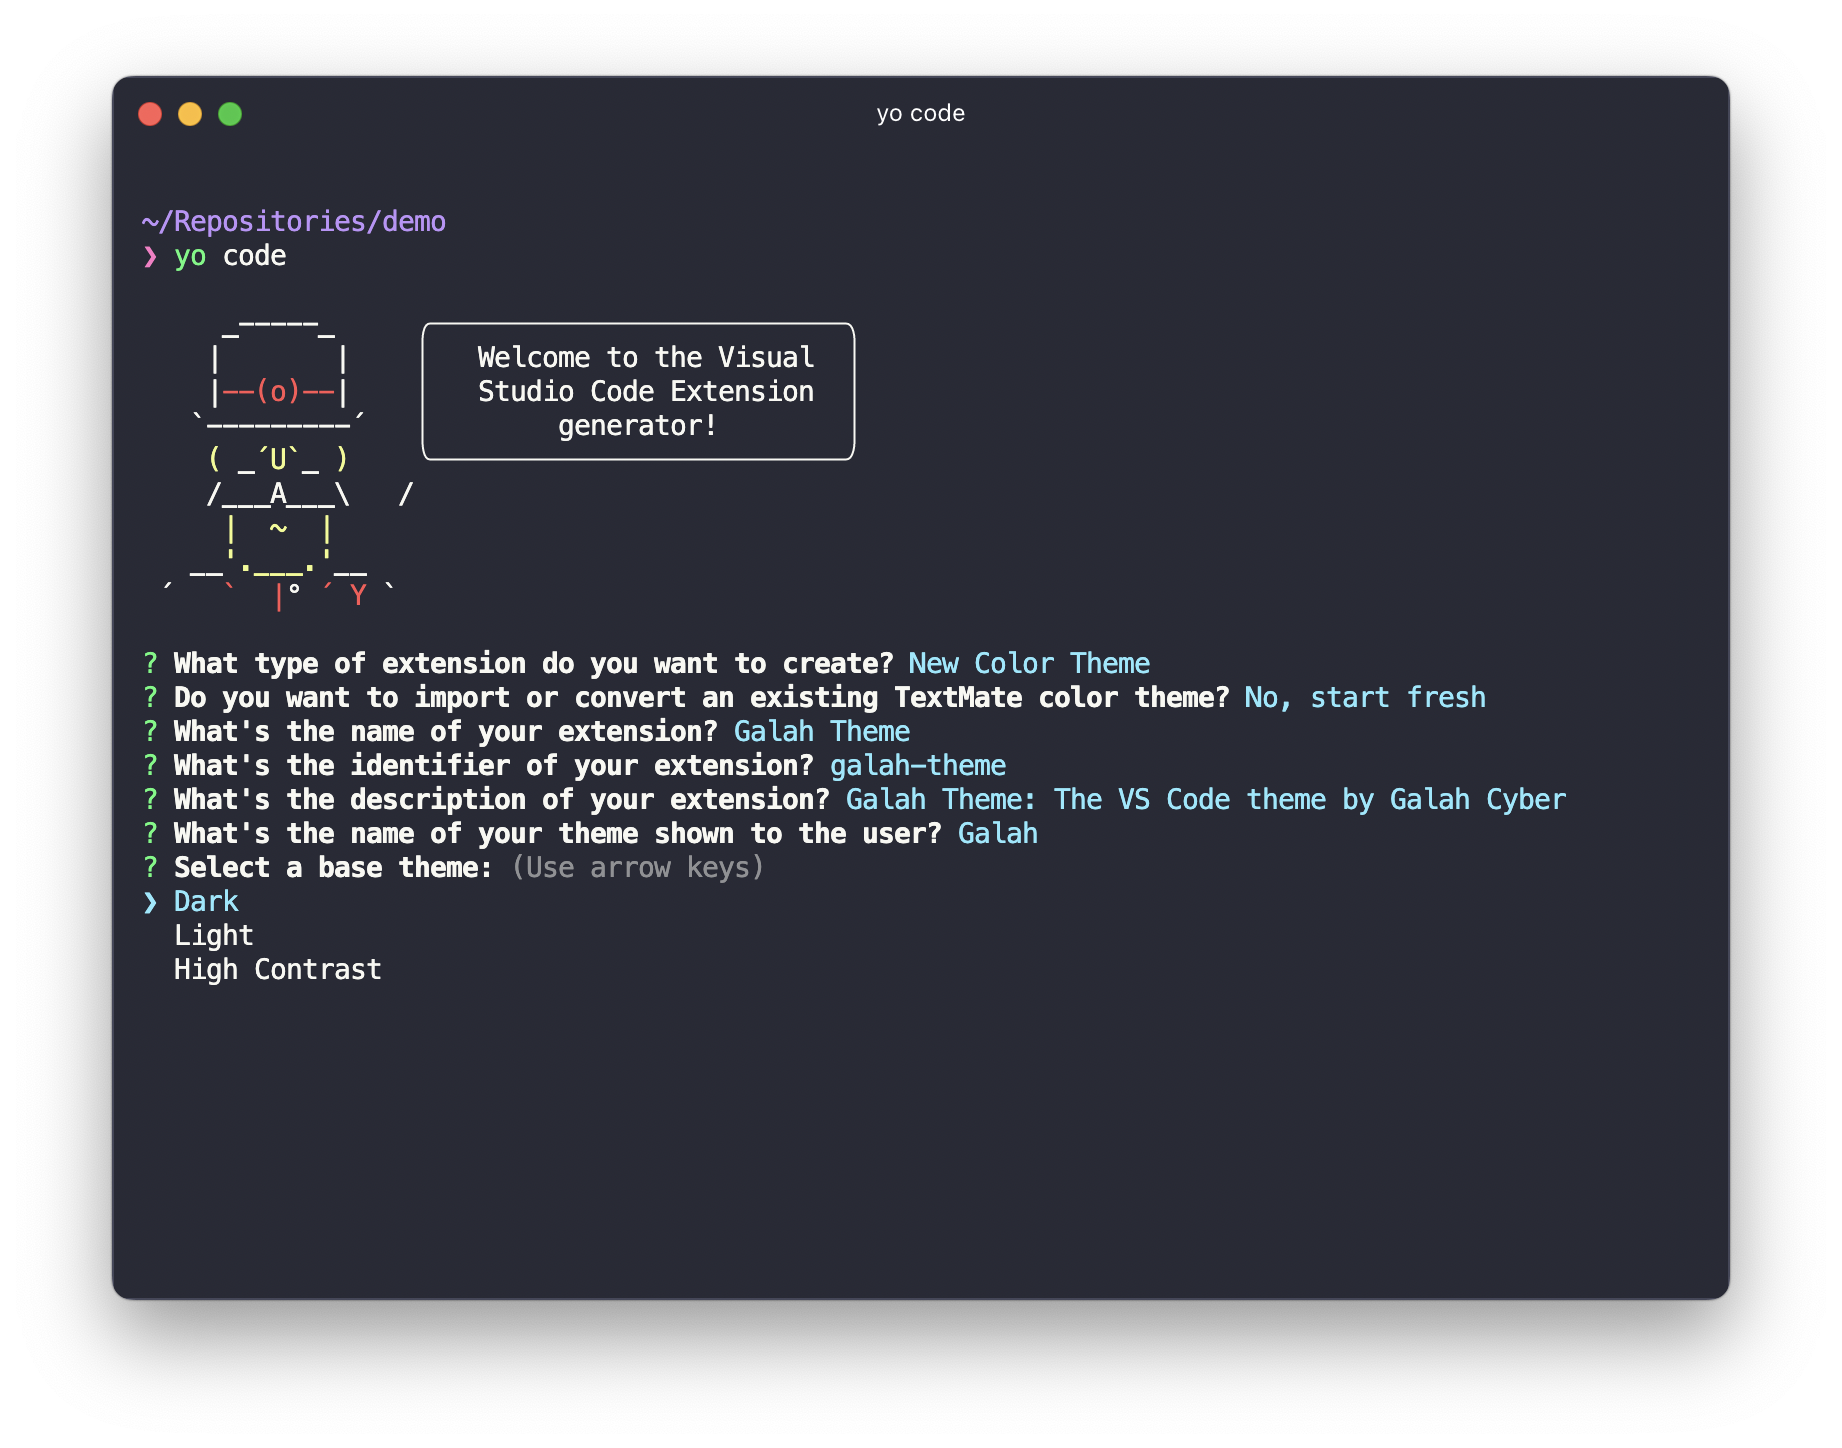 yo code
~/Repositories/demo
❯ yo code
     _-----_
    |       |
    |--(o)--|
   `---------´
    ( _´U`_ )
    /___A___\   /
     |  ~  |
   __'.___.'__
 ´   `  |° ´ Y `
Welcome to the Visual
Studio Code Extension
generator!
? What type of extension do you want to create? New Color Theme
? Do you want to import or convert an existing TextMate color theme? No, start fresh
? What's the name of your extension? Galah Theme
? What's the identifier of your extension? galah-theme
? What's the description of your extension? Galah Theme: The VS Code theme by Galah Cyber
? What's the name of your theme shown to the user? Galah
? Select a base theme: (Use arrow keys)
❯ Dark
  Light
  High Contrast